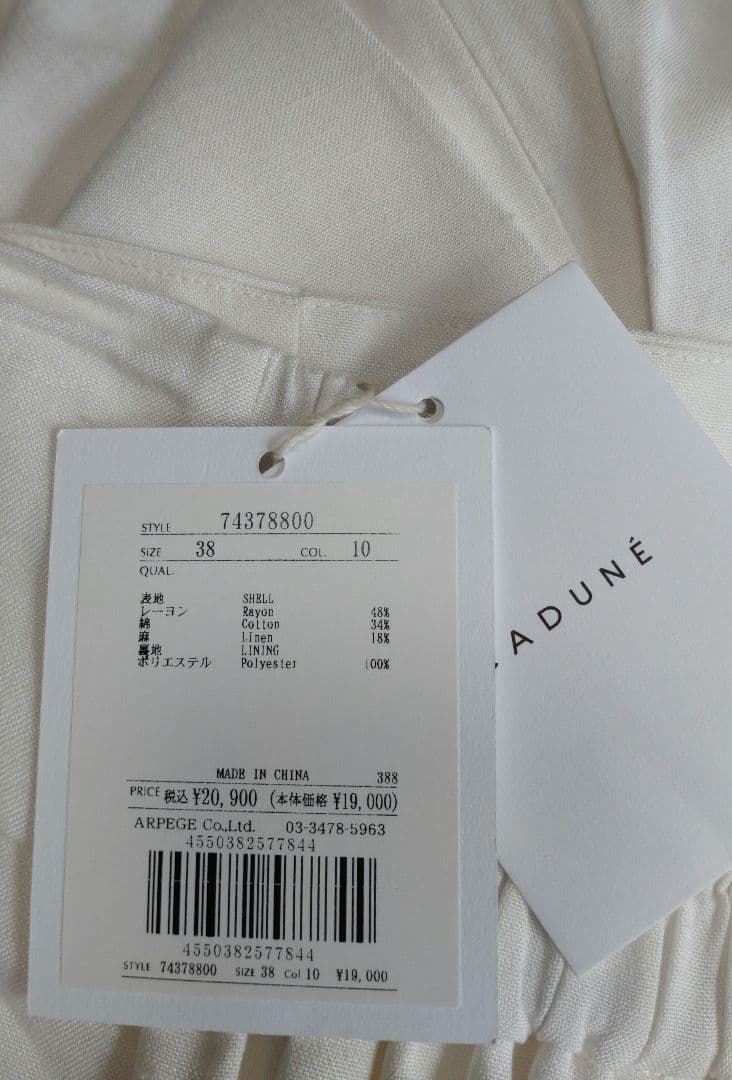 STYLE 74378800
SIZE 38 COL. 10
QUAL.
表地 SHELL
レーヨン Rayon 48%
綿 Cotton 34%
麻 Linen 18%
裏地 LINING
ポリエステル Polyester 100%
MADE IN CHINA 388
PRICE 税込 ¥20,900 (本体価格 ¥19,000)
ARPEGE Co.,Ltd. 03-3478-5963
4550382577844
4550382577844
STYLE 74378800 SIZE 38 Col 10 ¥19,000
ADUNÉ